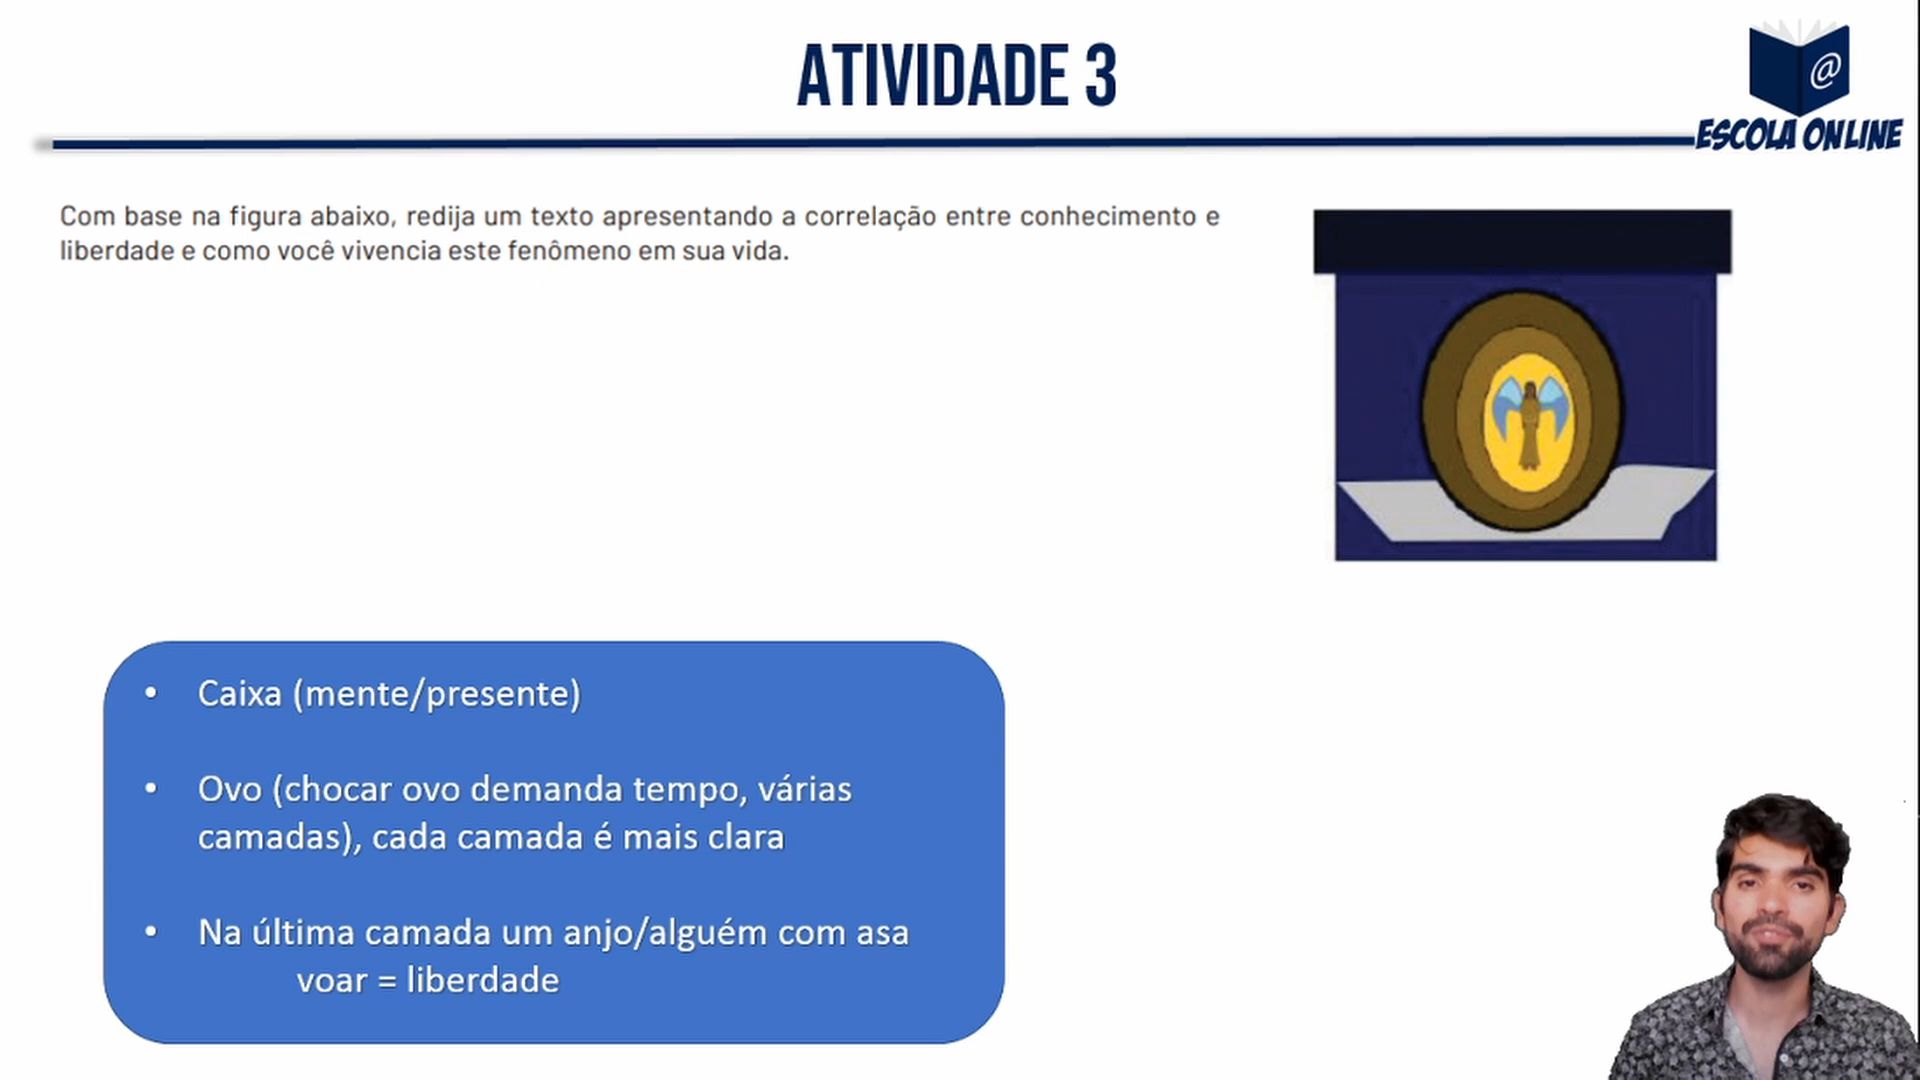 ATIVIDADE 3
@
ESCOLA ONLINE
Com base na figura abaixo, redija um texto apresentando a correlação entre conhecimento e
liberdade e como você vivencia este fenômeno em sua vida.
• Caixa (mente/presente)
• Ovo (chocar ovo demanda tempo, várias
camadas), cada camada é mais clara
• Na última camada um anjo/alguém com asa
voar = liberdade